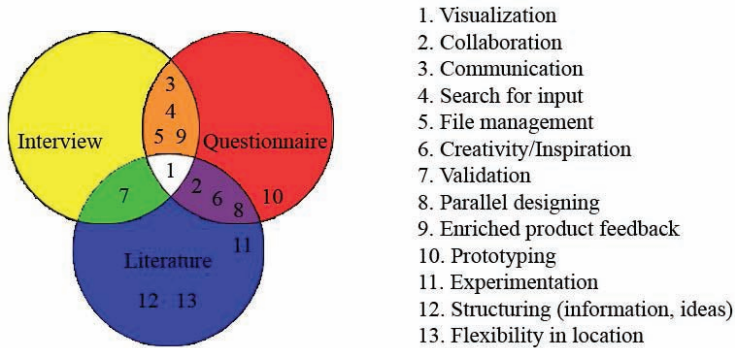 3
4
5 9
Interview
Questionnaire
1
7
2
6
8
10
11
Literature
12 13
1. Visualization
2. Collaboration
3. Communication
4. Search for input
5. File management
6. Creativity/Inspiration
7. Validation
8. Parallel designing
9. Enriched product feedback
10. Prototyping
11. Experimentation
12. Structuring (information, ideas)
13. Flexibility in location